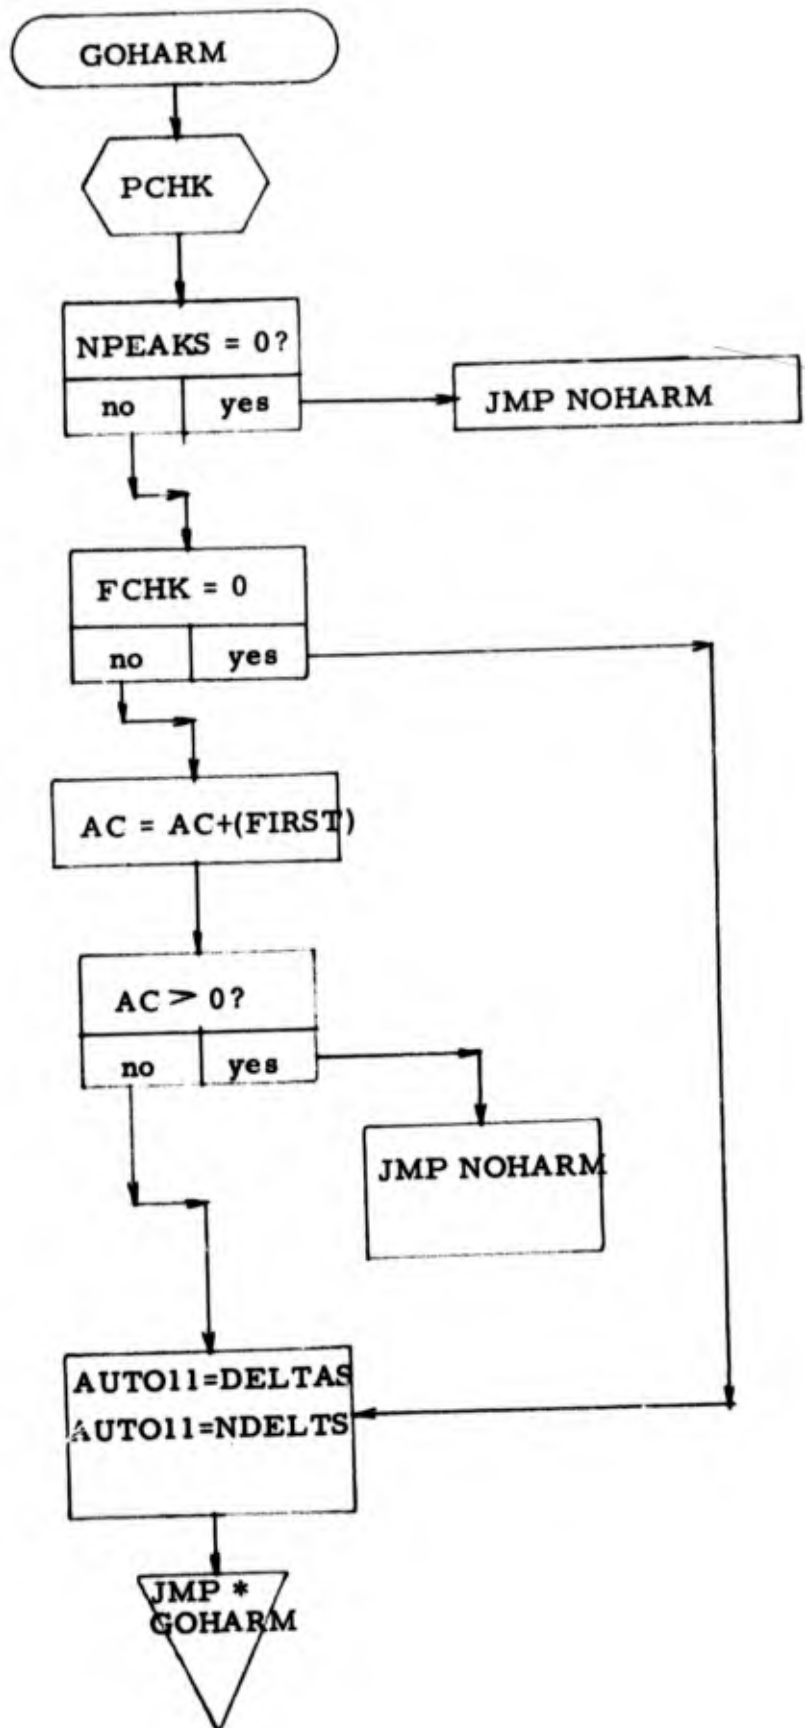 GOHARM
PCHK
NPEAKS = 0?
no yes
JMP NOHARM
FCHK = 0
no yes
AC = AC+(FIRST)
AC > 0?
no yes
JMP NOHARM
AUTO11=DELTAS
AUTO11=NDELTS
JMP *
GOHARM